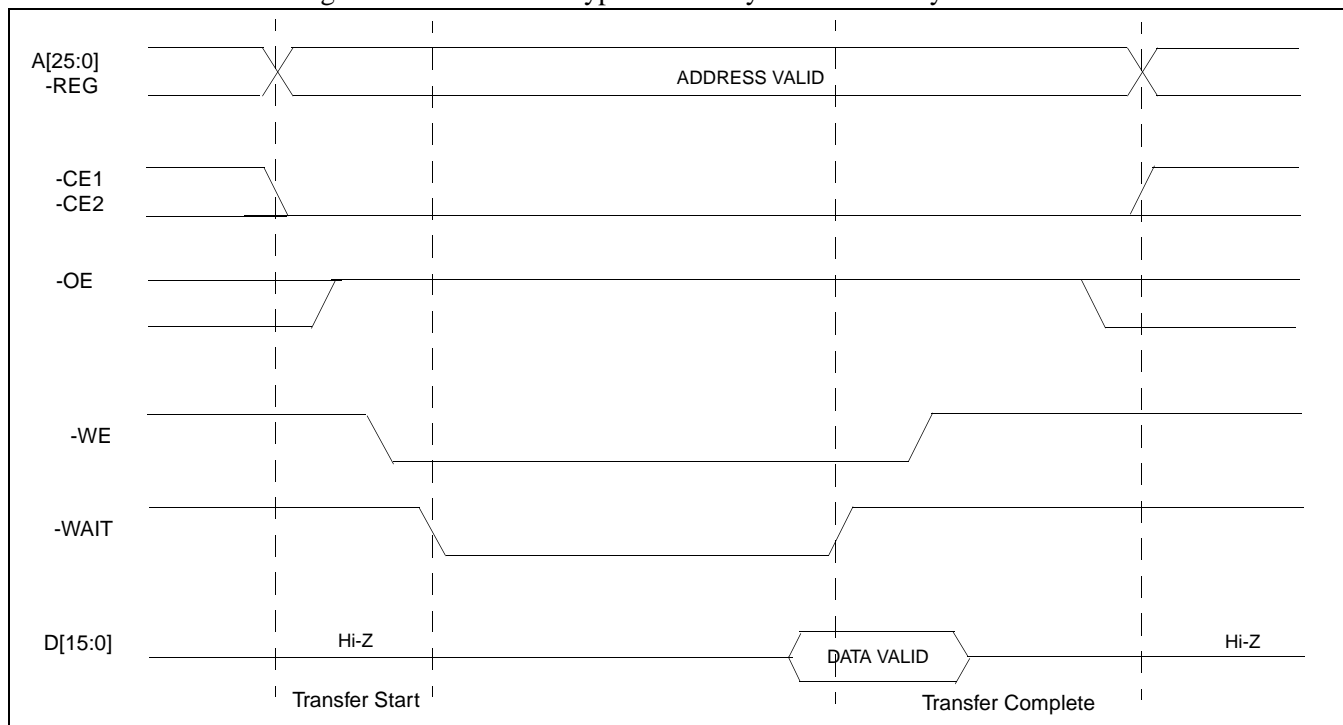 A[25:0]
-REG
ADDRESS VALID
-CE1
-CE2
-OE
-WE
-WAIT
D[15:0]
Hi-Z
DATA VALID
Hi-Z
Transfer Start
Transfer Complete